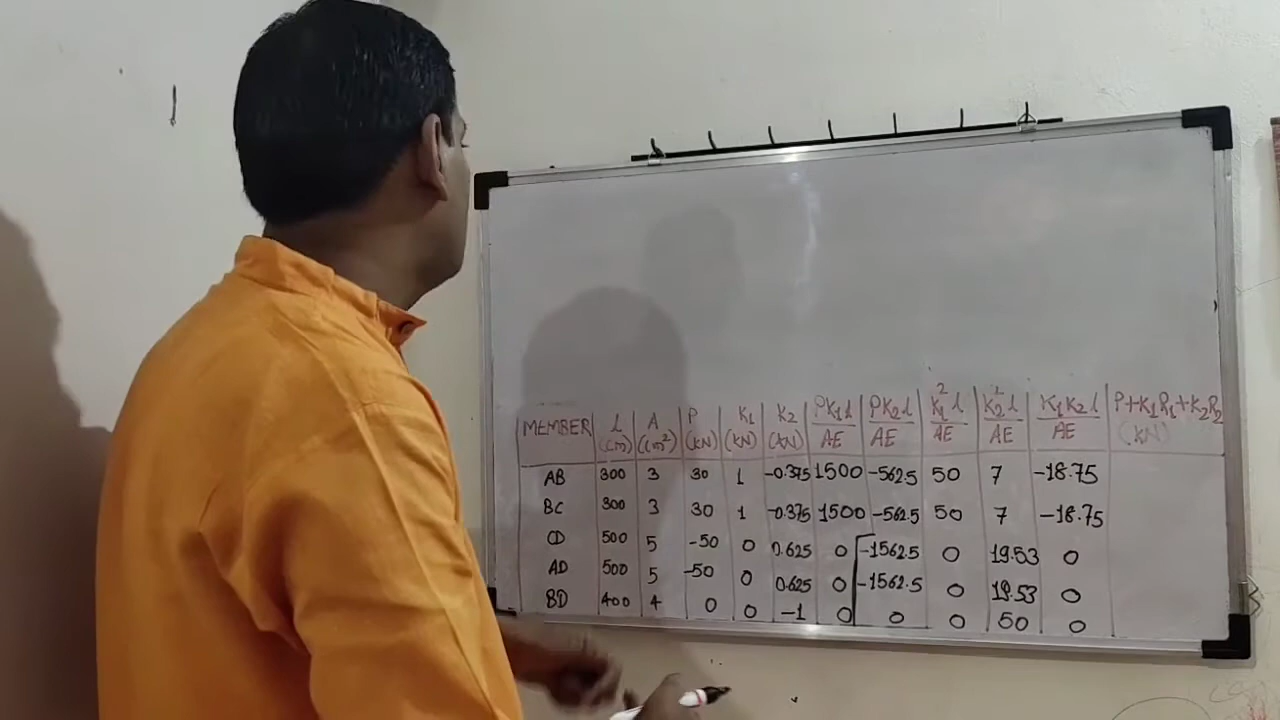 MEMBER l (cm) A (cm²) P (KN) K₁ (KN) K₂ (KN) PK₁l/AE PK₂l/AE K₁²l/AE K₂²l/AE K₁K₂l/AE P+K₁R₁+K₂R₂ (KN)
AB 300 3 30 1 -0.375 1500 -562.5 50 7 -18.75
BC 300 3 30 1 -0.375 1500 -562.5 50 7 -18.75
CD 500 5 -50 0 0.625 0 -1562.5 0 19.53 0
AD 500 5 -50 0 0.625 0 -1562.5 0 19.53 0
BD 400 4 0 0 -1 0 0 0 50 0